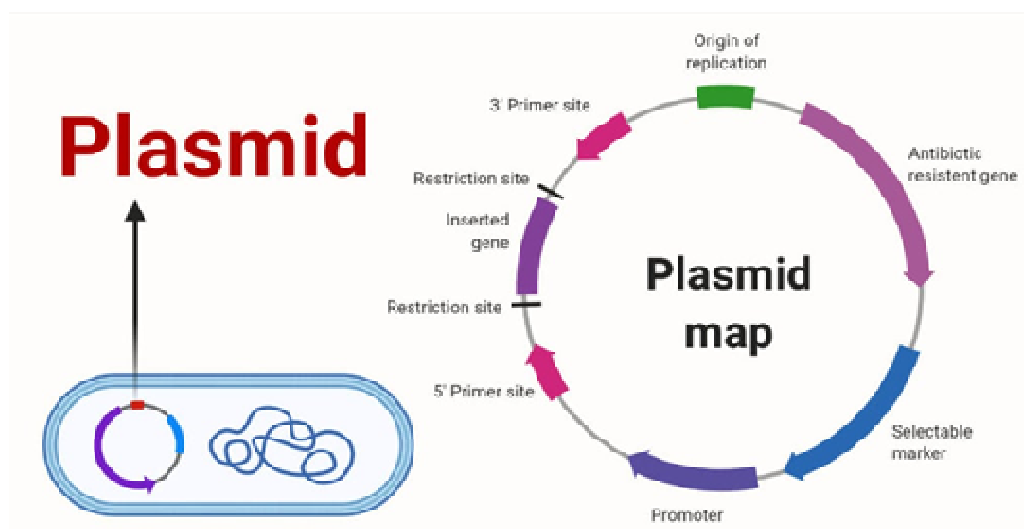 Plasmid
Origin of
replication
3' Primer site
Antibiotic
resistent gene
Restriction site
Inserted
gene
Plasmid
map
Restriction site
5' Primer site
Selectable
marker
Promoter